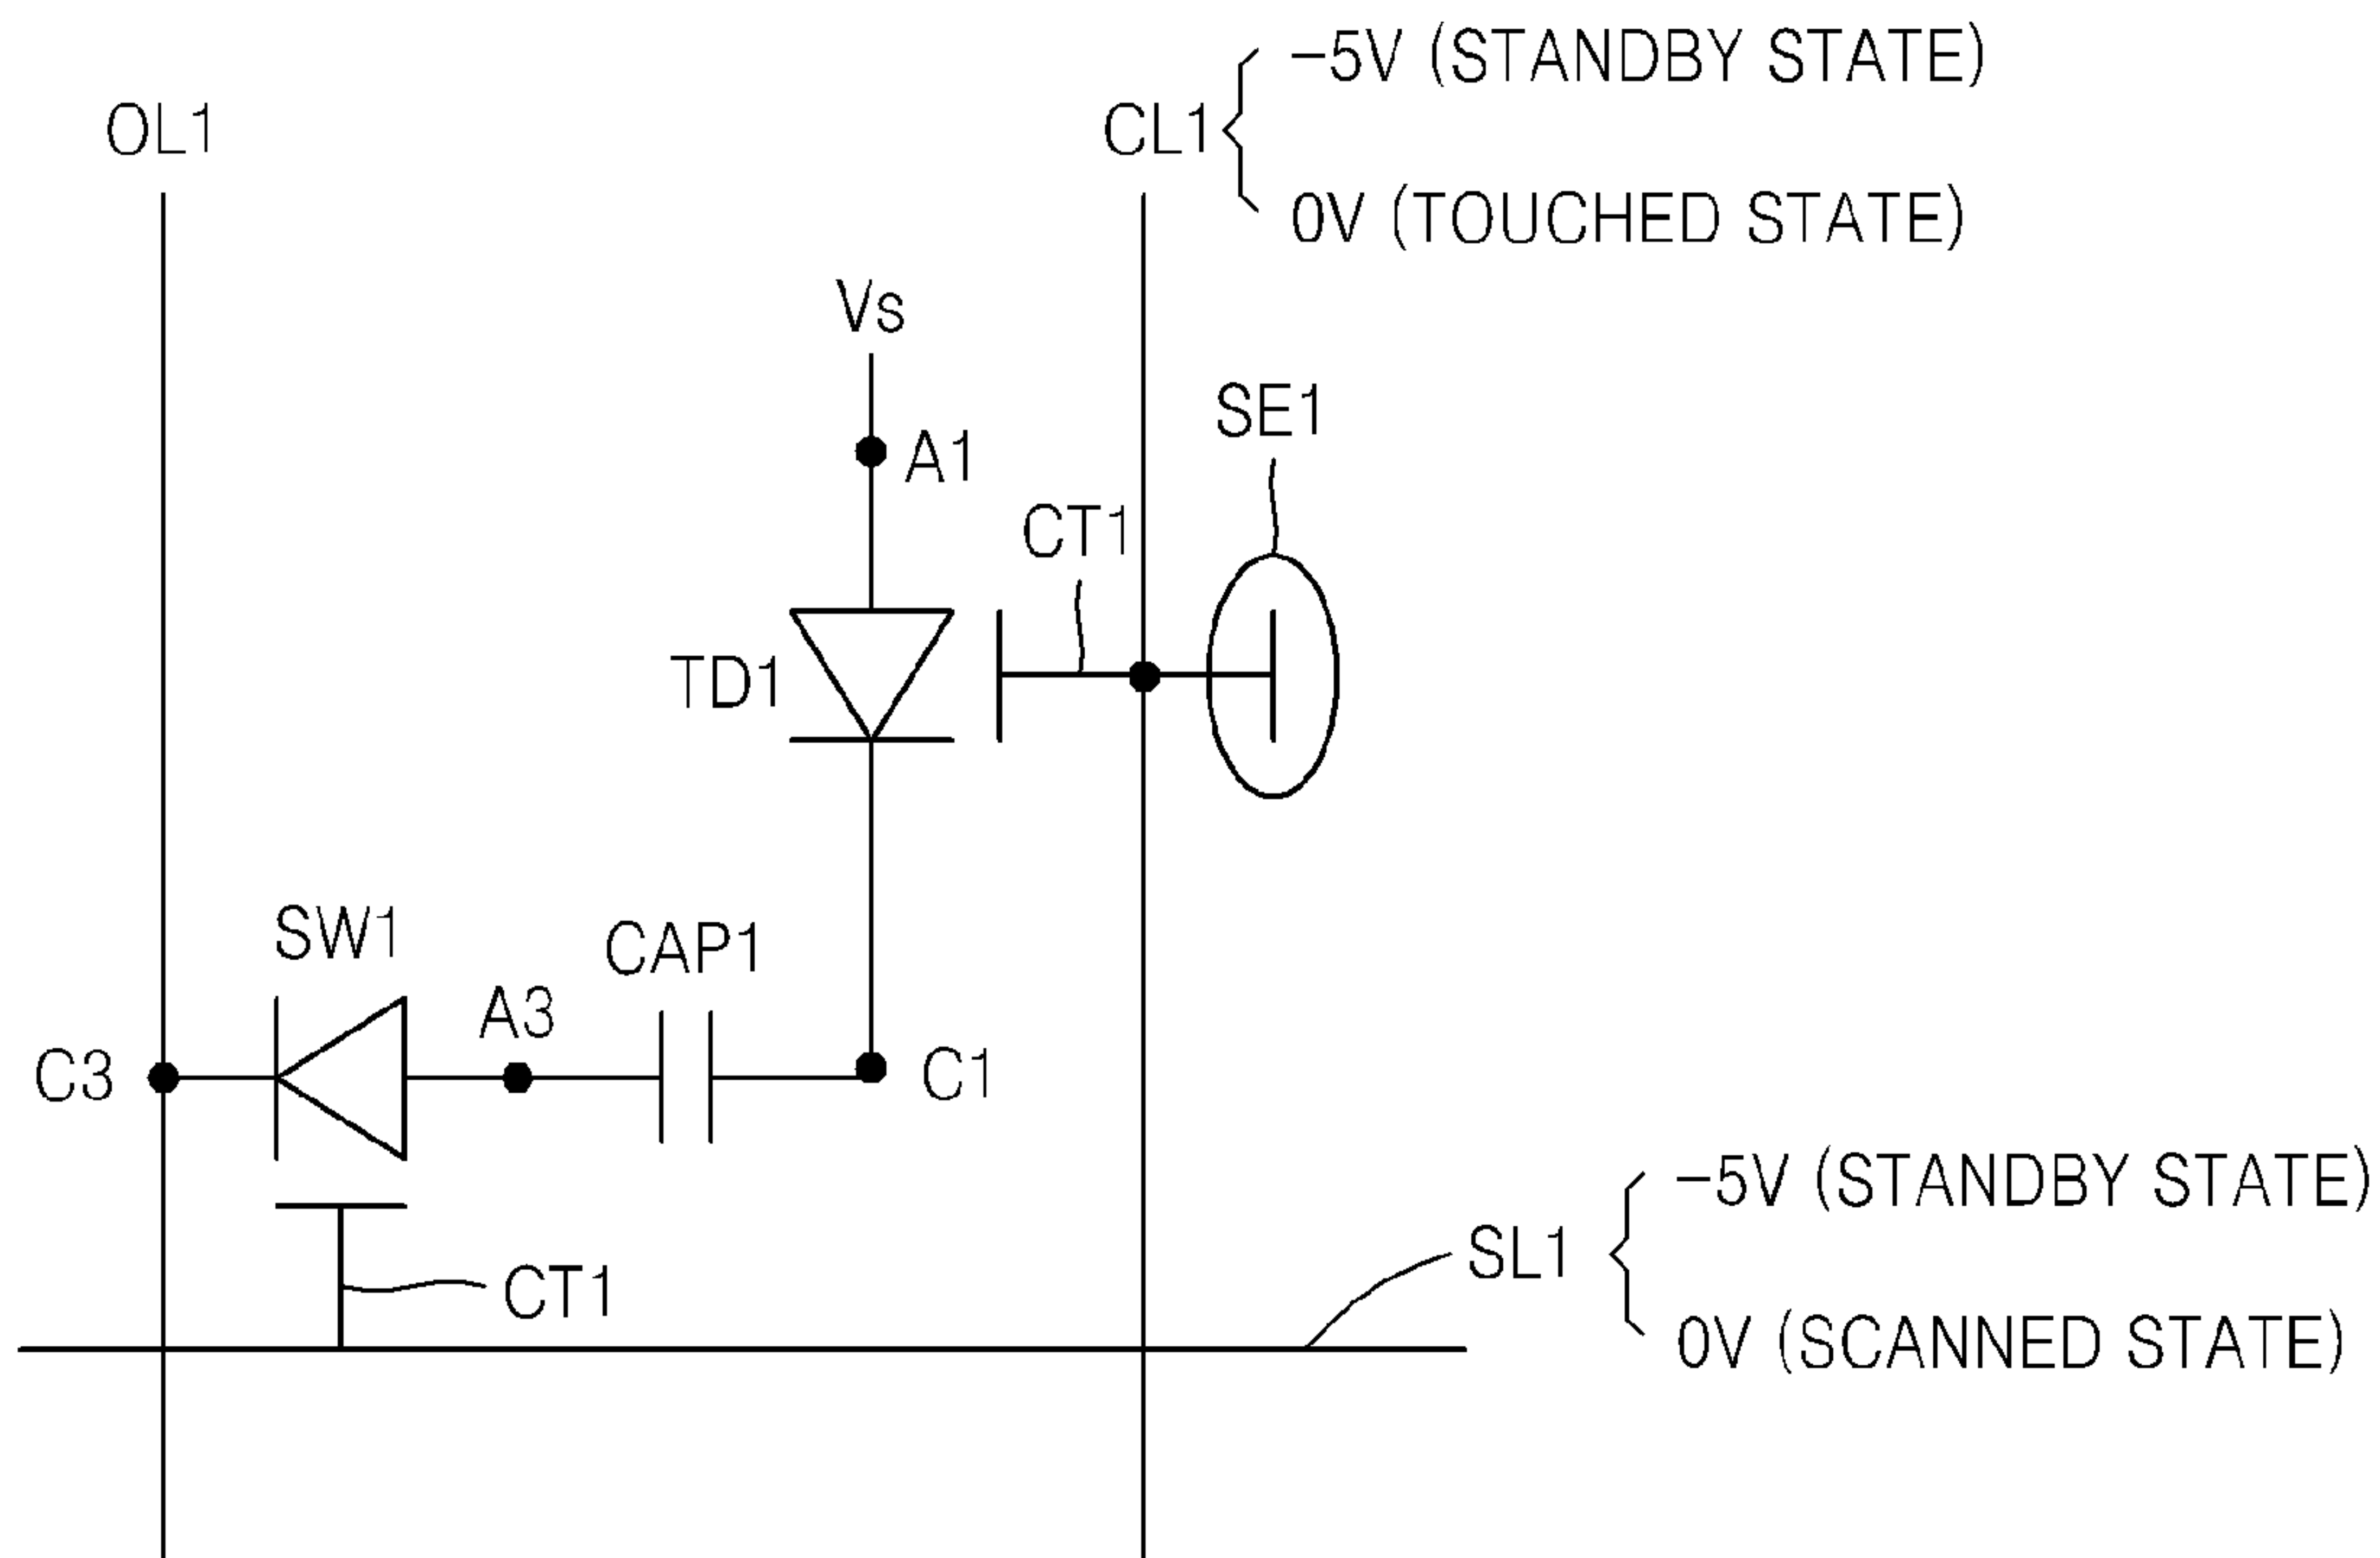 -5V (STANDBY STATE)
OL1
CL1
0V (TOUCHED STATE)
Vs
SE1
A1
CT1
TD1
SW1
CAP1
A3
C3
C1
-5V (STANDBY STATE)
SL1
CT1
0V (SCANNED STATE)